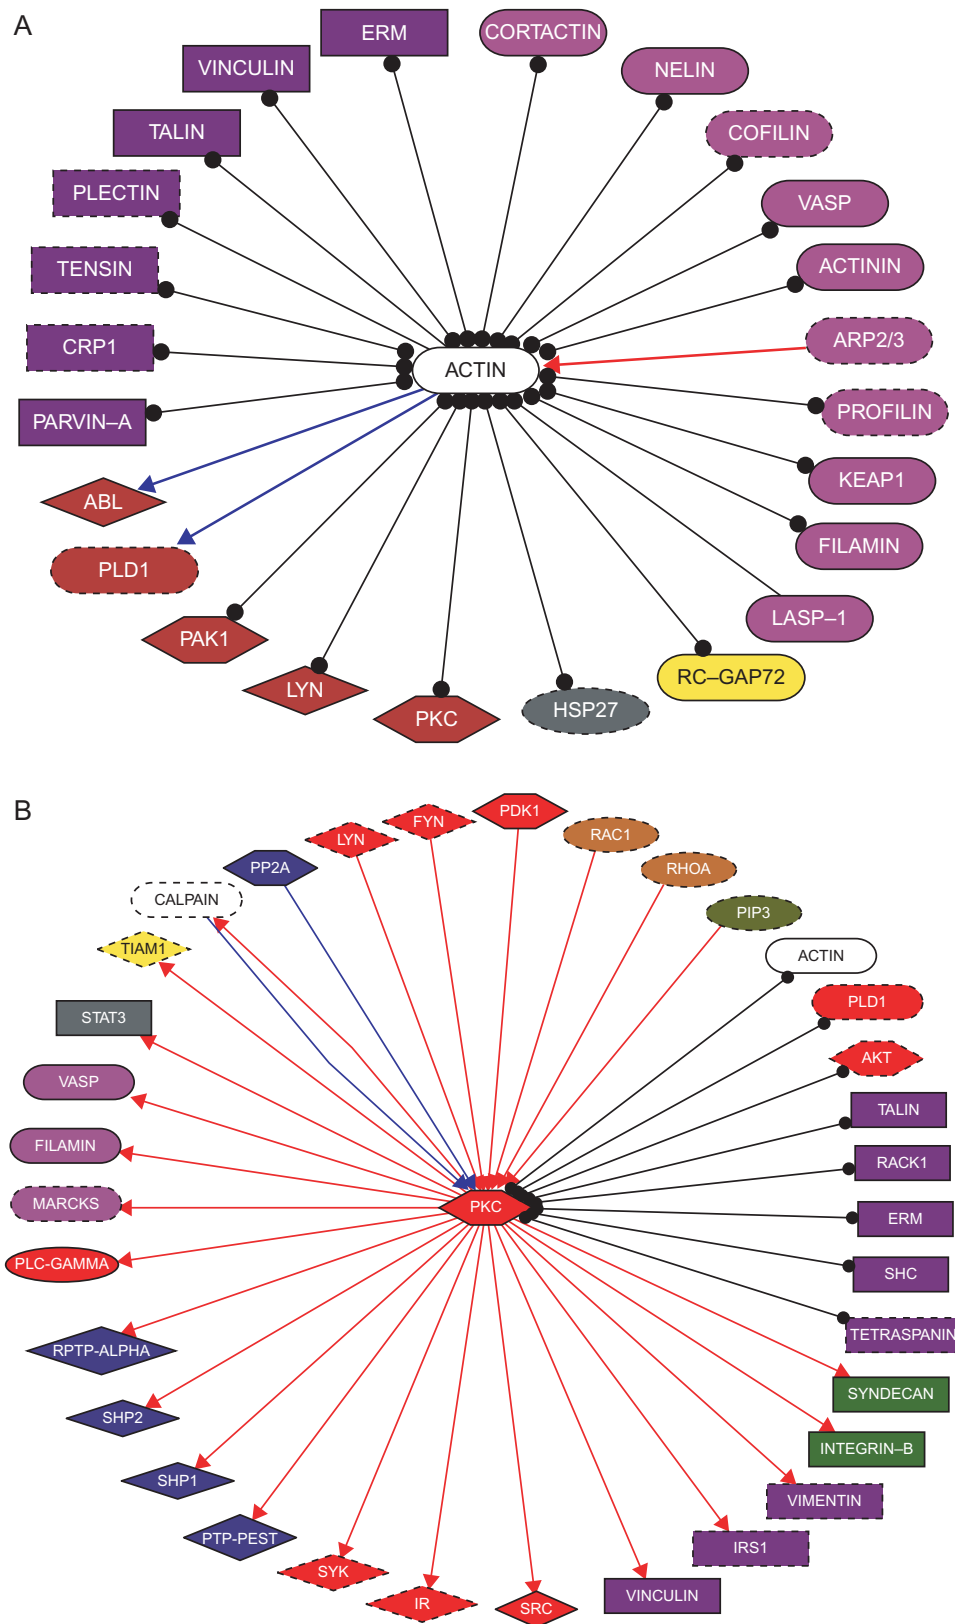 A
ERM
CORTACTIN
VINCULIN
NELIN
TALIN
COFILIN
PLECTIN
VASP
TENSIN
ACTININ
CRP1
ARP2/3
ACTIN
PARVIN–A
PROFILIN
KEAP1
ABL
FILAMIN
PLD1
LASP–1
PAK1
RC–GAP72
LYN
HSP27
PKC
B
PDK1
FYN
RAC1
LYN
RHOA
PP2A
CALPAIN
PIP3
TIAM1
ACTIN
PLD1
STAT3
AKT
VASP
TALIN
FILAMIN
RACK1
MARCKS
PKC
ERM
PLC-GAMMA
SHC
TETRASPANIN
RPTP-ALPHA
SYNDECAN
SHP2
INTEGRIN–B
SHP1
VIMENTIN
PTP-PEST
IRS1
SYK
VINCULIN
IR
SRC